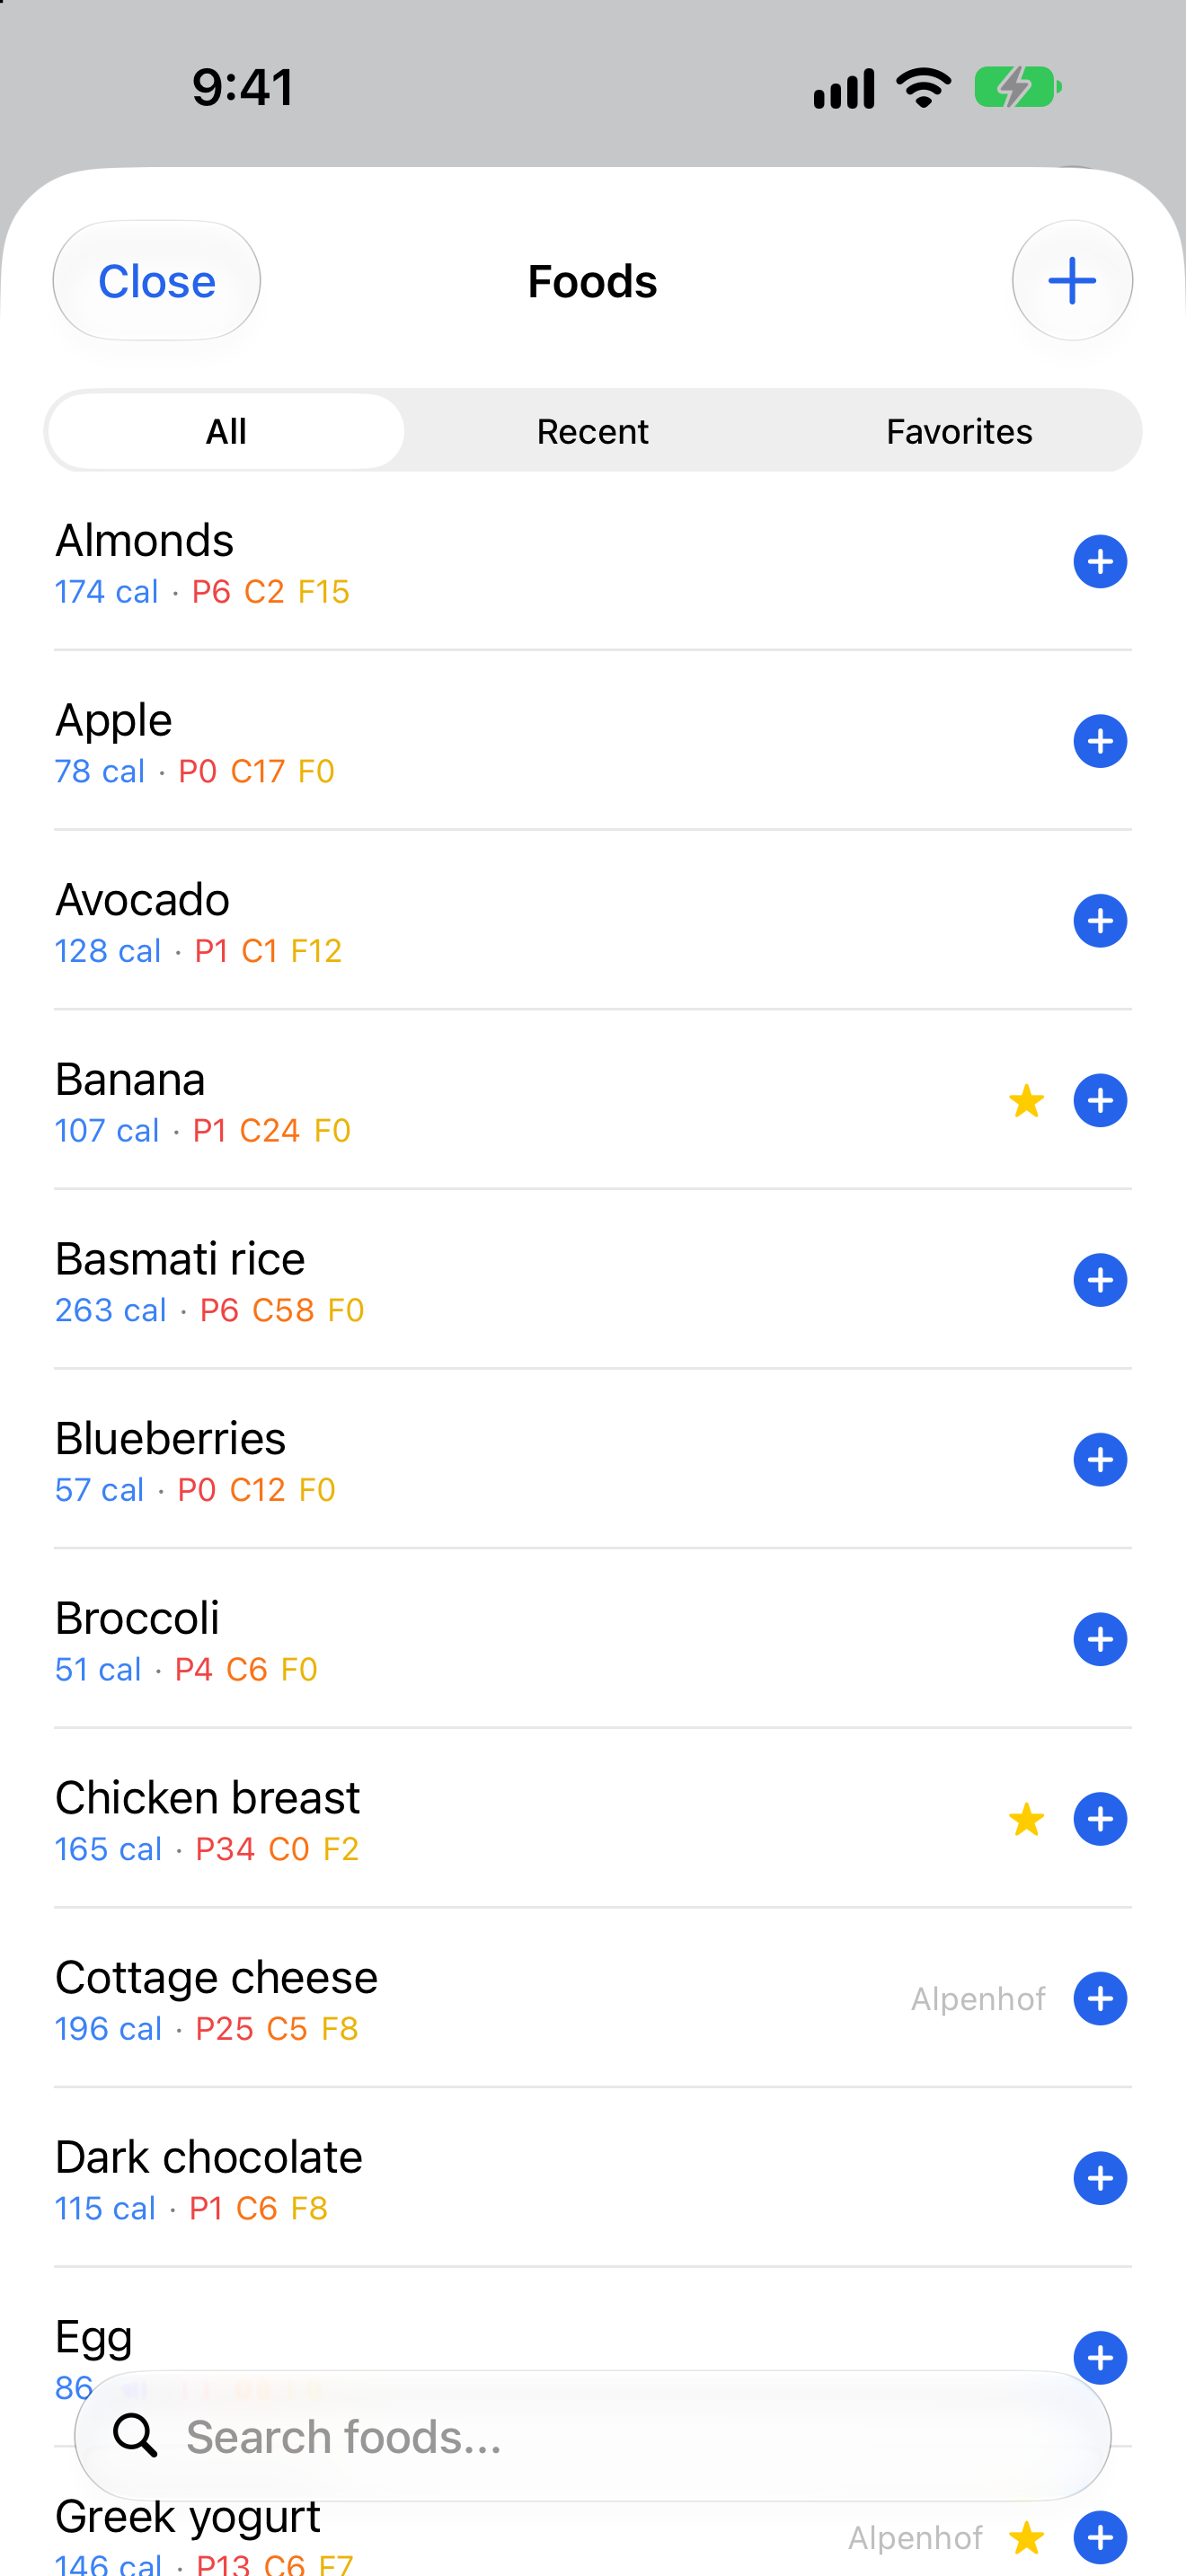 9:41
Close
Foods
All
Recent
Favorites
Almonds
174 cal · P6 C2 F15
Apple
78 cal · P0 C17 F0
Avocado
128 cal · P1 C1 F12
Banana
107 cal · P1 C24 F0
Basmati rice
263 cal · P6 C58 F0
Blueberries
57 cal · P0 C12 F0
Broccoli
51 cal · P4 C6 F0
Chicken breast
165 cal · P34 C0 F2
Cottage cheese
Alpenhof
196 cal · P25 C5 F8
Dark chocolate
115 cal · P1 C6 F8
Egg
86
Search foods...
Greek yogurt
Alpenhof
146 cal · P13 C6 F7